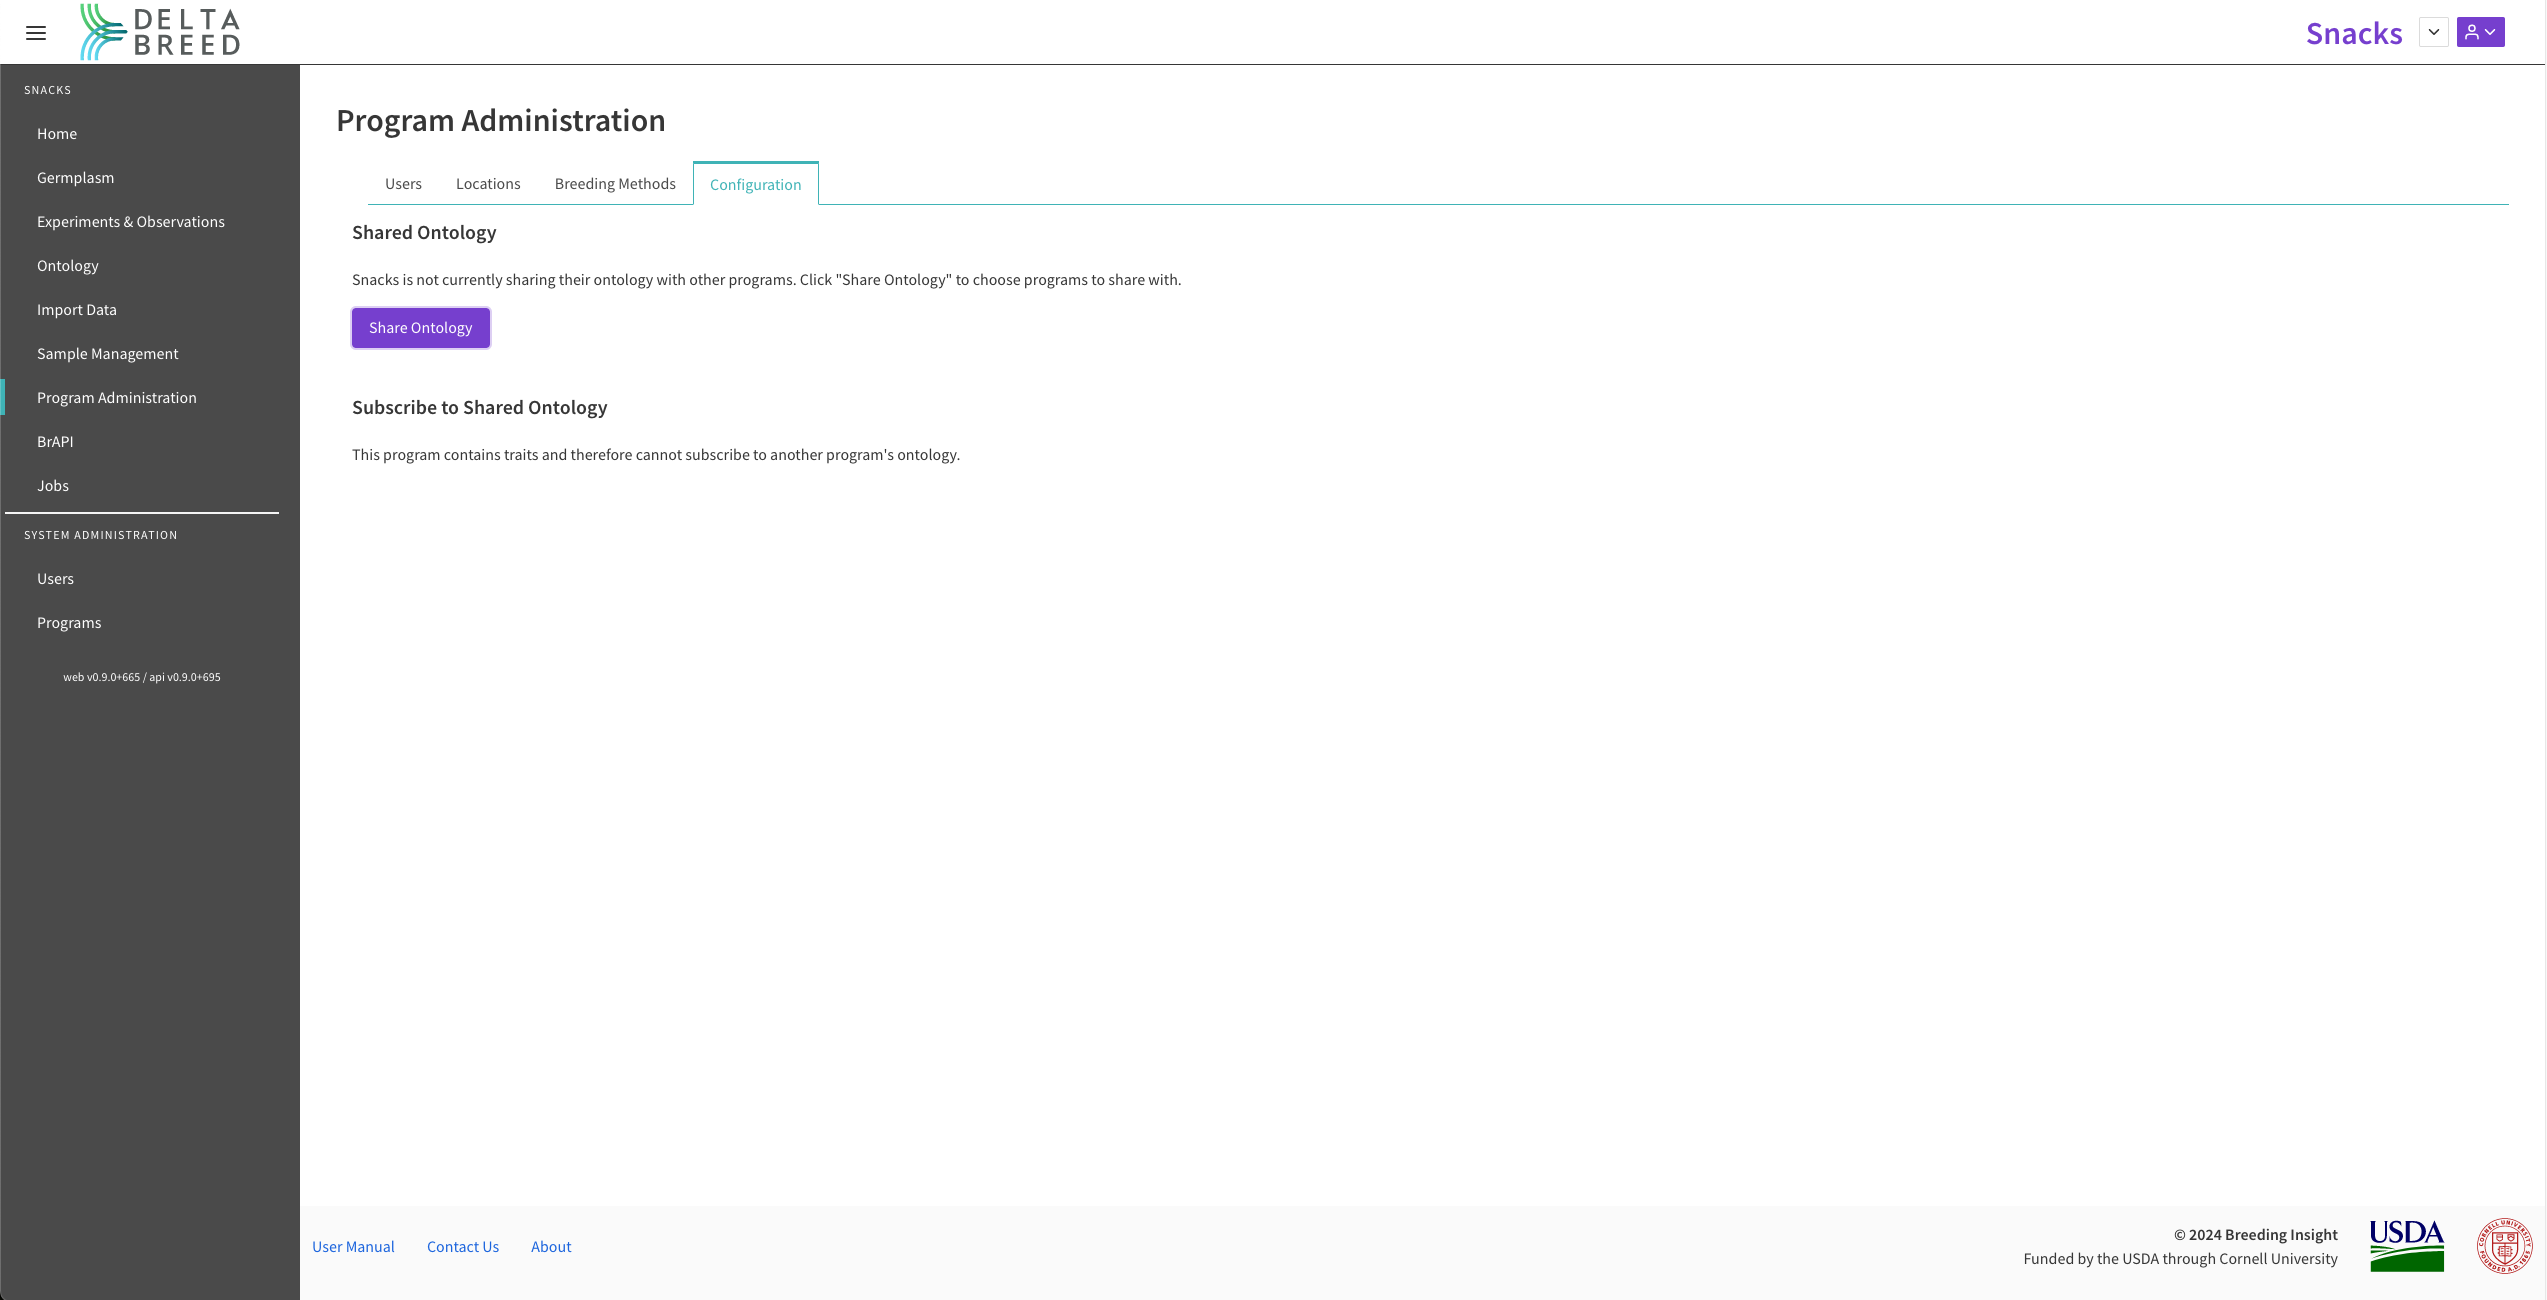 DELTA
BREED
Snacks
SNACKS
Home
Germplasm
Experiments & Observations
Ontology
Import Data
Sample Management
Program Administration
BrAPI
Jobs
SYSTEM ADMINISTRATION
Users
Programs
web v0.9.0+665 / api v0.9.0+695
Program Administration
Users
Locations
Breeding Methods
Configuration
Shared Ontology
Snacks is not currently sharing their ontology with other programs. Click "Share Ontology" to choose programs to share with.
Share Ontology
Subscribe to Shared Ontology
This program contains traits and therefore cannot subscribe to another program's ontology.
User Manual
Contact Us
About
© 2024 Breeding Insight
Funded by the USDA through Cornell University
USDA
CORNELL UNIVERSITY
FOUNDED A.D. 1865